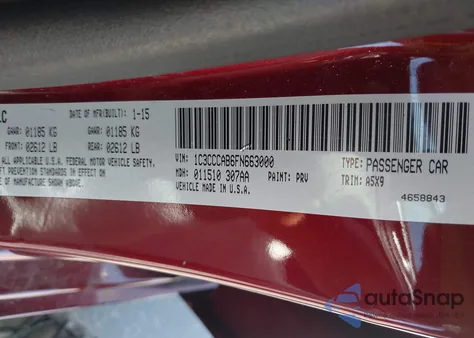 LC DATE OF MFR(BUILT): 1-15
GAWR: 01185 KG GAWR: 01185 KG
FRONT: 02612 LB REAR: 02612 LB
ALL APPLICABLE FEDERAL MOTOR VEHICLE SAFETY,
FT PREVENTION STANDARDS IN EFFECT
OF MANUFACTURE SHOWN ABOVE.
VIN: 1C3CCCAB6FN663000 TYPE: PASSENGER CAR
MDH: 011510 307AA PAINT: PRV TRIM: A5X9
VEHICLE MADE IN U.S.A. 4658843
autoSnap